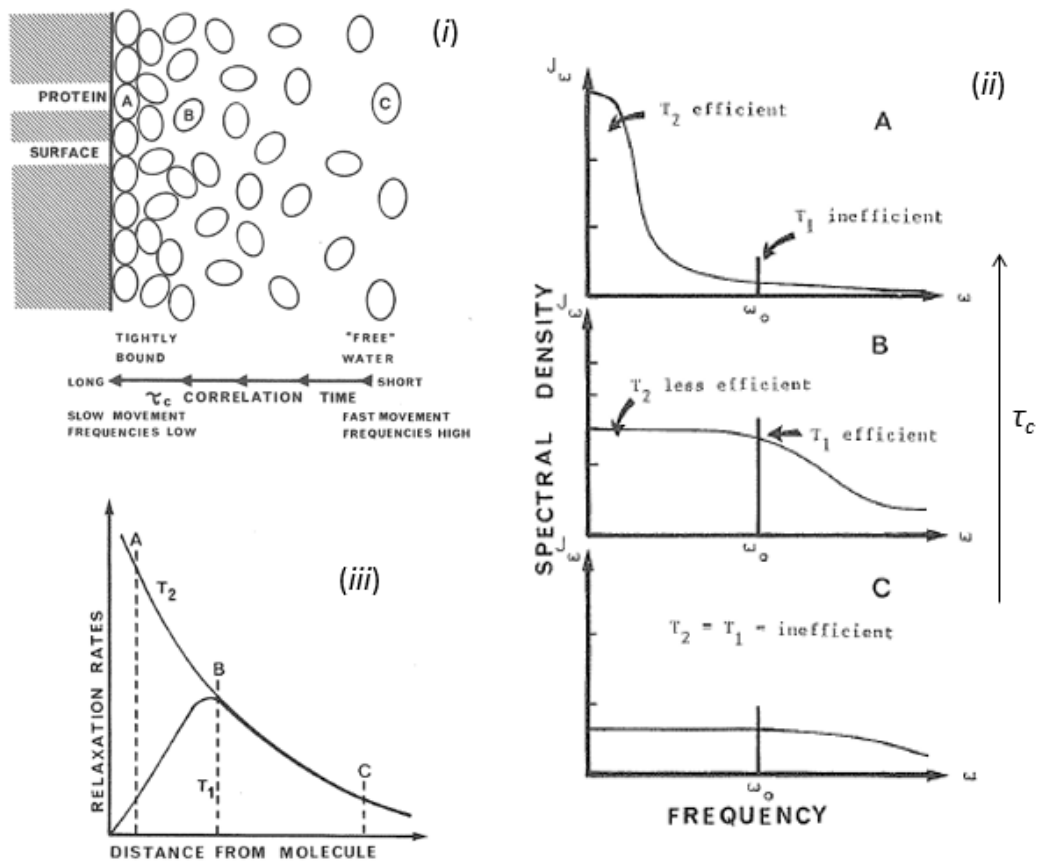 (i)
PROTEIN
SURFACE
A
B
C
TIGHTLY
BOUND
"FREE"
WATER
LONG
SHORT
τc CORRELATION TIME
SLOW MOVEMENT
FREQUENCIES LOW
FAST MOVEMENT
FREQUENCIES HIGH
(ii)
SPECTRAL DENSITY
Jω
A
T2 efficient
T1 inefficient
ωo
ω
Jω
B
T2 less efficient
T1 efficient
ωo
ω
Jω
C
T2 = T1 = inefficient
ωo
ω
FREQUENCY
τc
(iii)
RELAXATION RATES
A
T2
B
T1
C
DISTANCE FROM MOLECULE